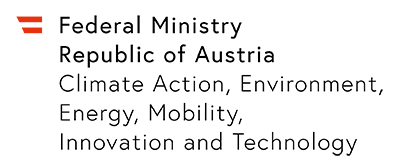 Federal Ministry
Republic of Austria
Climate Action, Environment,
Energy, Mobility,
Innovation and Technology